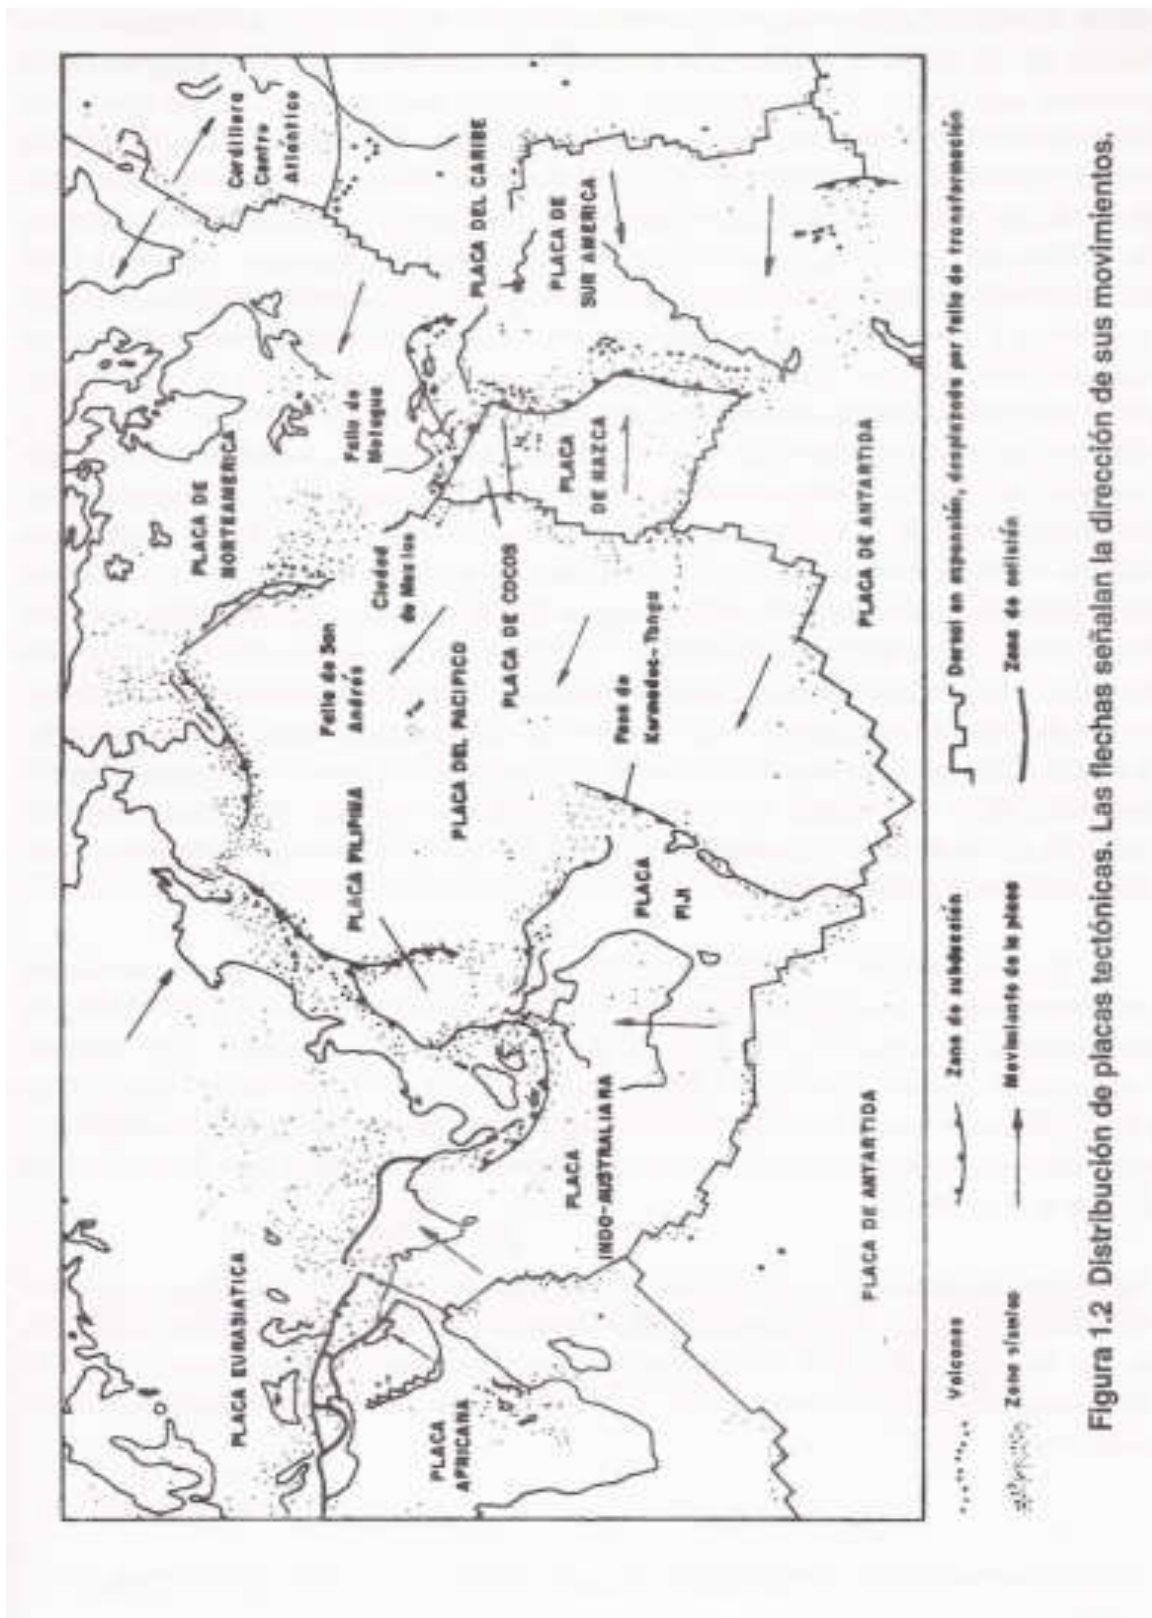 PLACA EURASIATICA
PLACA
AFRICANA
PLACA
INDO-AUSTRALIARA
PLACA DE ANTARTIDA
PLACA FILIPINA
PLACA
FIJI
PLACA DEL PACIFICO
Falla de San
Andrés
Fosa de
Kermadec-Tonga
PLACA DE COCOS
Ciudad
de Mexico
PLACA DE
NORTEAMERICA
Falla de
Motagua
PLACA
DE NAZCA
PLACA DE ANTARTIDA
PLACA DEL CARIBE
PLACA DE
SUR AMERICA
Cordillera
Centro
Atlántico
Volcanes
Zona de subducción
Dorsal en expansión, desplazada por falla de transformación
Zona sísmica
Movimiento de la placa
Zona de colisión
Figura 1.2 Distribución de placas tectónicas. Las flechas señalan la dirección de sus movimientos.